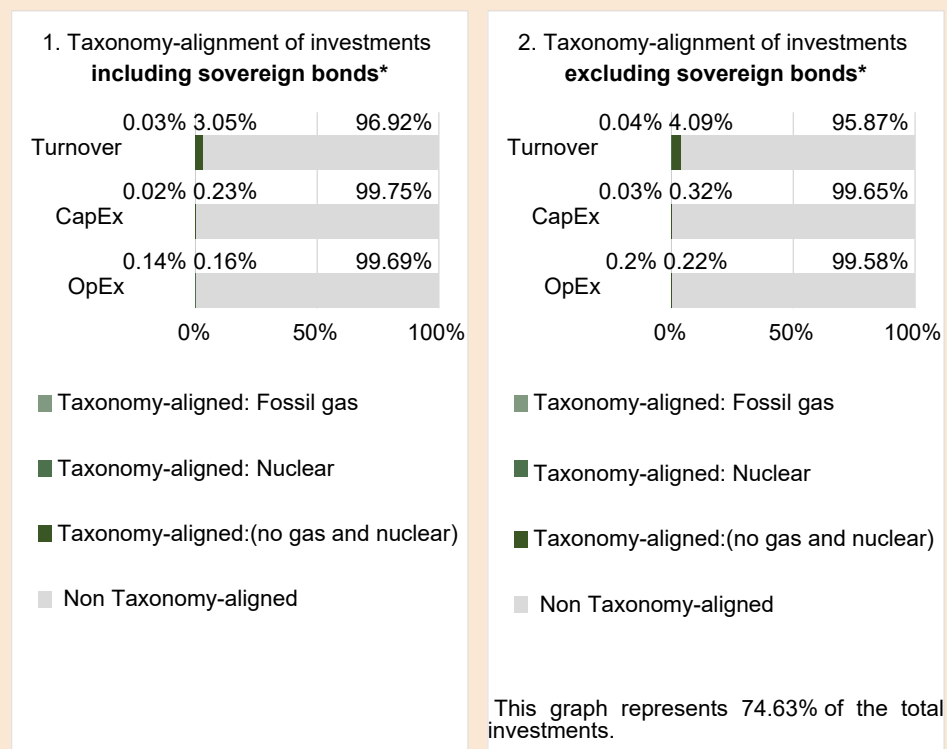 1. Taxonomy-alignment of investments
including sovereign bonds*
0.03% 3.05% 96.92%
Turnover
0.02% 0.23% 99.75%
CapEx
0.14% 0.16% 99.69%
OpEx
0% 50% 100%
Taxonomy-aligned: Fossil gas
Taxonomy-aligned: Nuclear
Taxonomy-aligned:(no gas and nuclear)
Non Taxonomy-aligned
2. Taxonomy-alignment of investments
excluding sovereign bonds*
0.04% 4.09% 95.87%
Turnover
0.03% 0.32% 99.65%
CapEx
0.2% 0.22% 99.58%
OpEx
0% 50% 100%
Taxonomy-aligned: Fossil gas
Taxonomy-aligned: Nuclear
Taxonomy-aligned:(no gas and nuclear)
Non Taxonomy-aligned
This graph represents 74.63% of the total
investments.